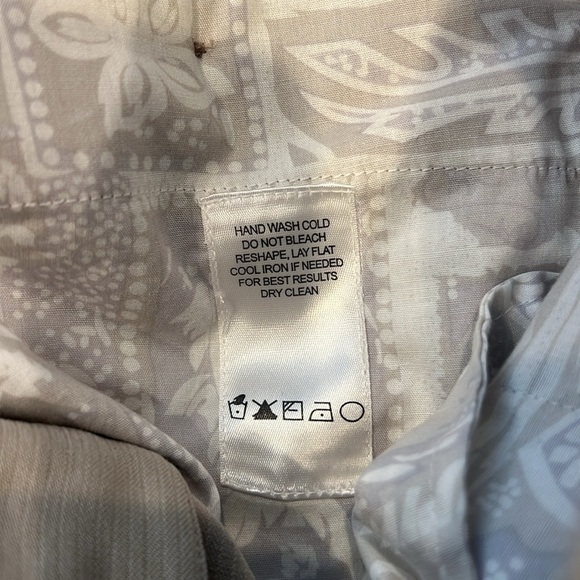 HAND WASH COLD
DO NOT BLEACH
RESHAPE, LAY FLAT
COOL IRON IF NEEDED
FOR BEST RESULTS
DRY CLEAN